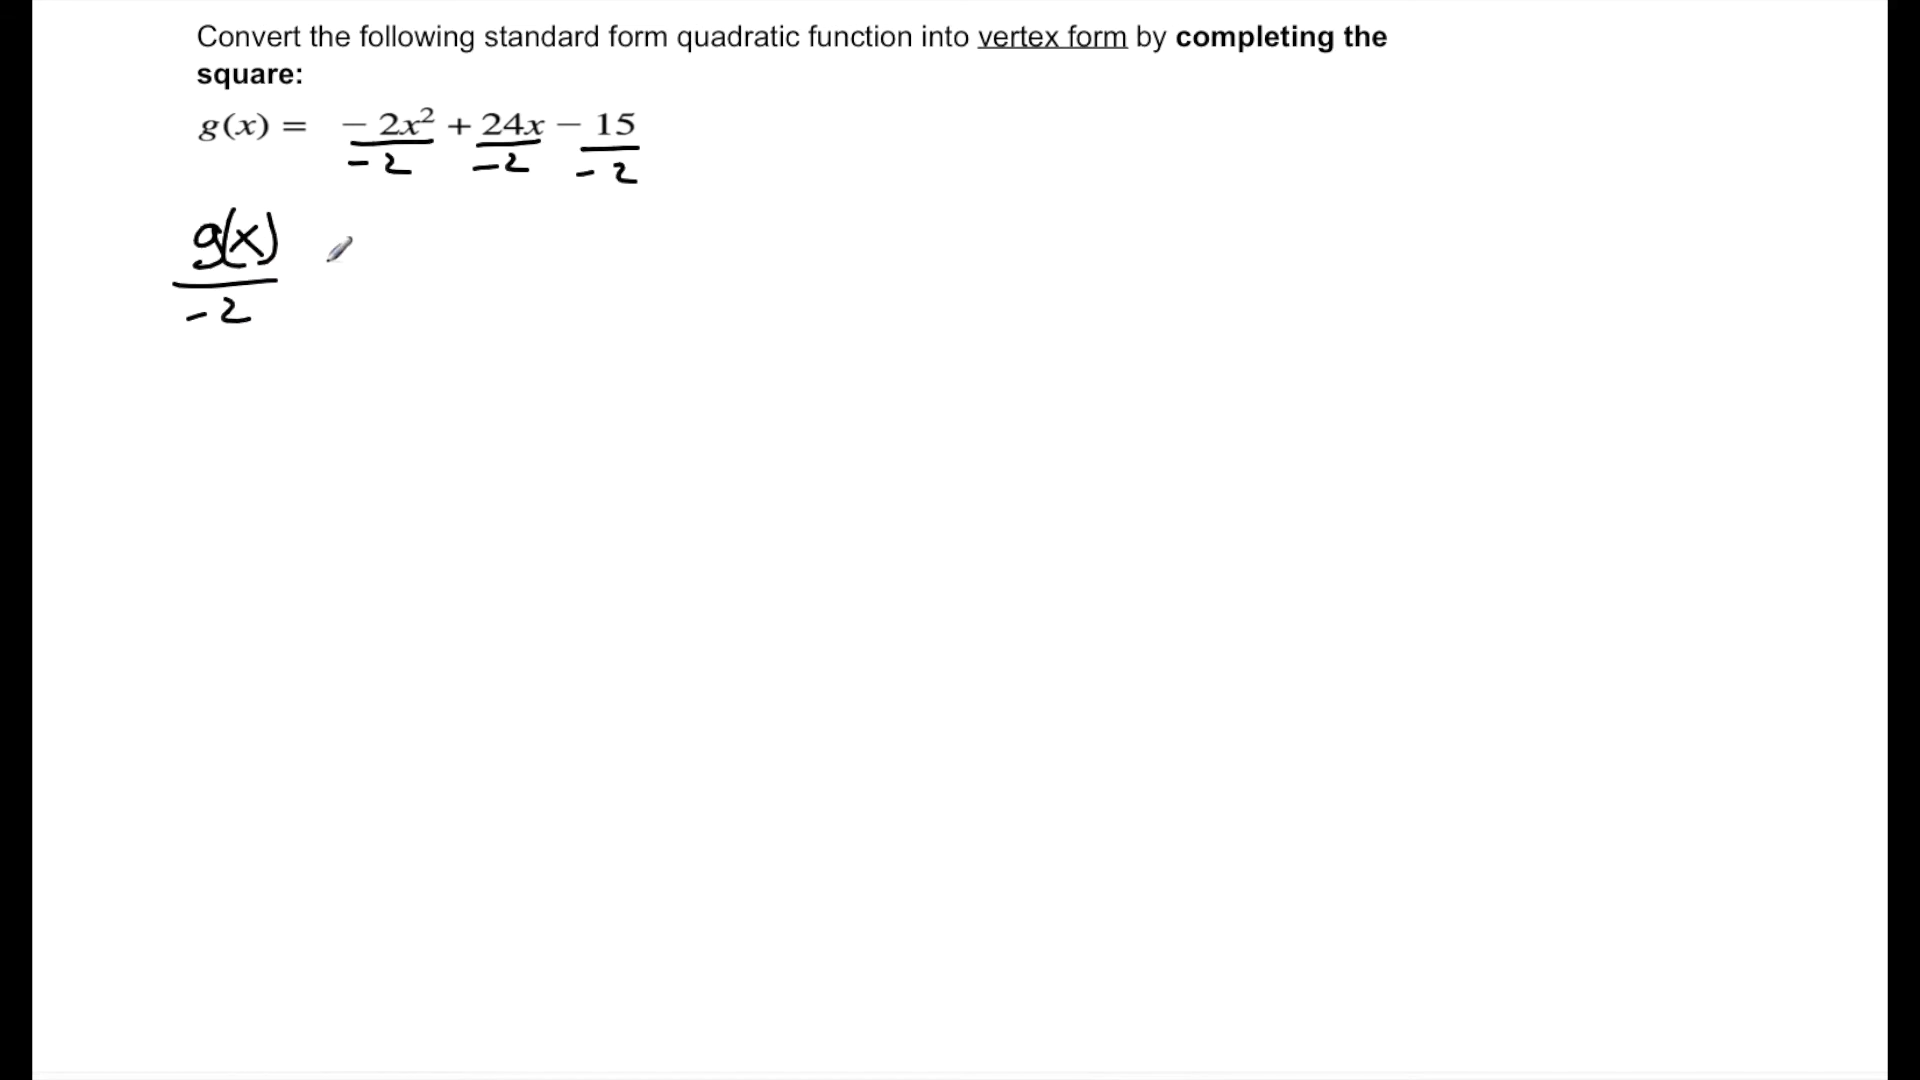 Convert the following standard form quadratic function into vertex form by completing the
square:
g(x) = − 2x² + 24x − 15
-2 -2 -2
g(x)
-2